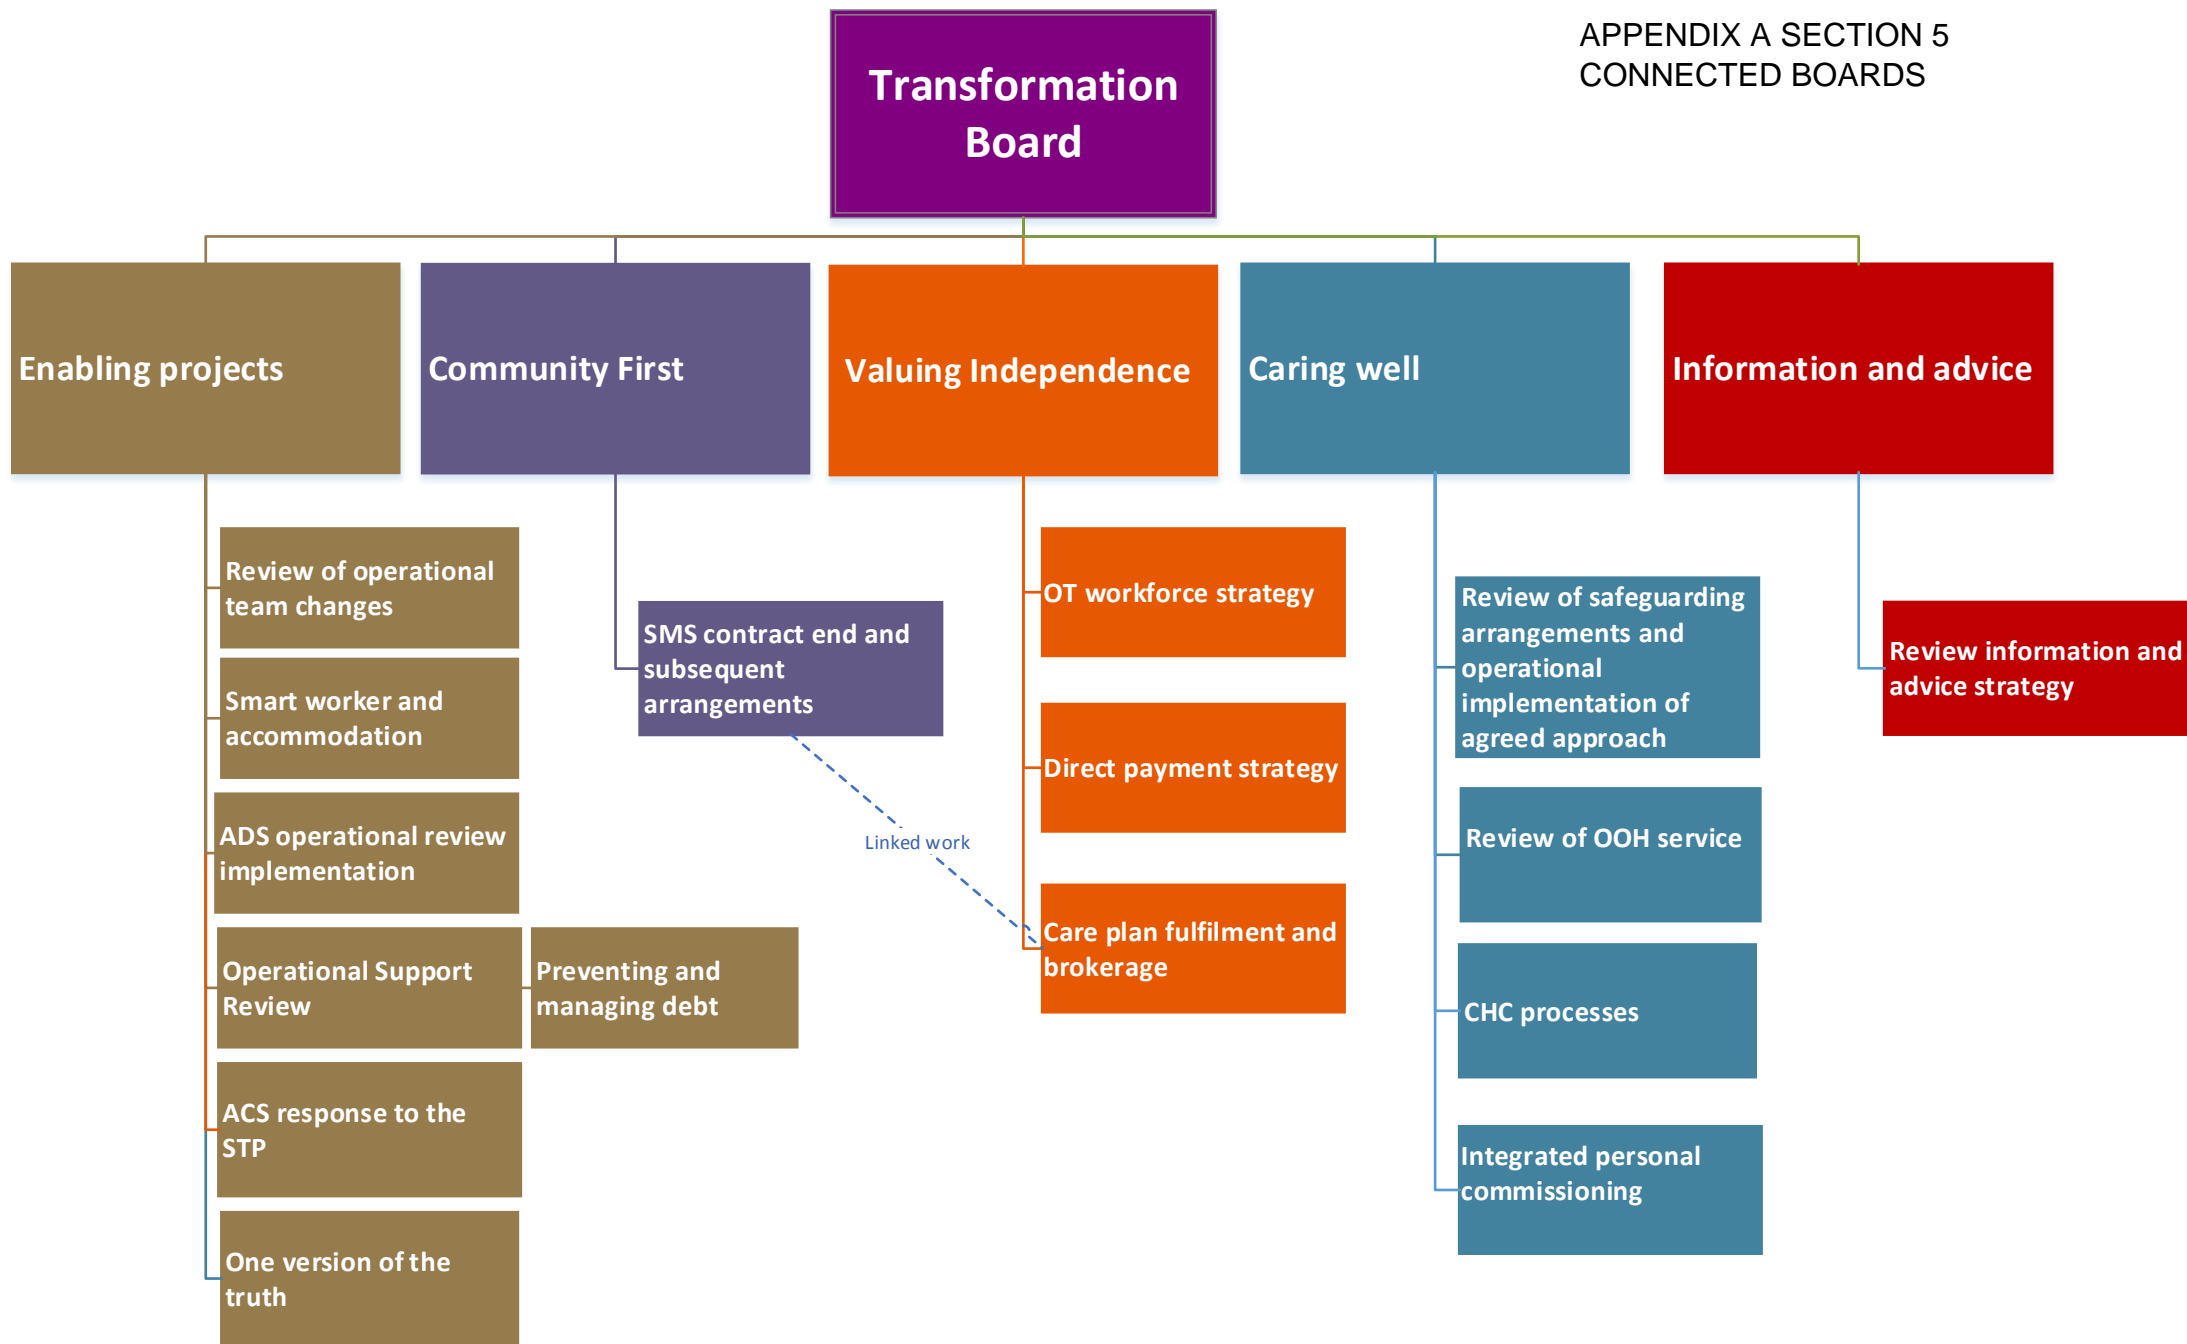 APPENDIX A SECTION 5
CONNECTED BOARDS
Transformation
Board
Enabling projects
Community First
Valuing Independence
Caring well
Information and advice
Review of operational
team changes
Smart worker and
accommodation
ADS operational review
implementation
Operational Support
Review
Preventing and
managing debt
ACS response to the
STP
One version of the
truth
SMS contract end and
subsequent
arrangements
Linked work
OT workforce strategy
Direct payment strategy
Care plan fulfilment and
brokerage
Review of safeguarding
arrangements and
operational
implementation of
agreed approach
Review of OOH service
CHC processes
Integrated personal
commissioning
Review information and
advice strategy